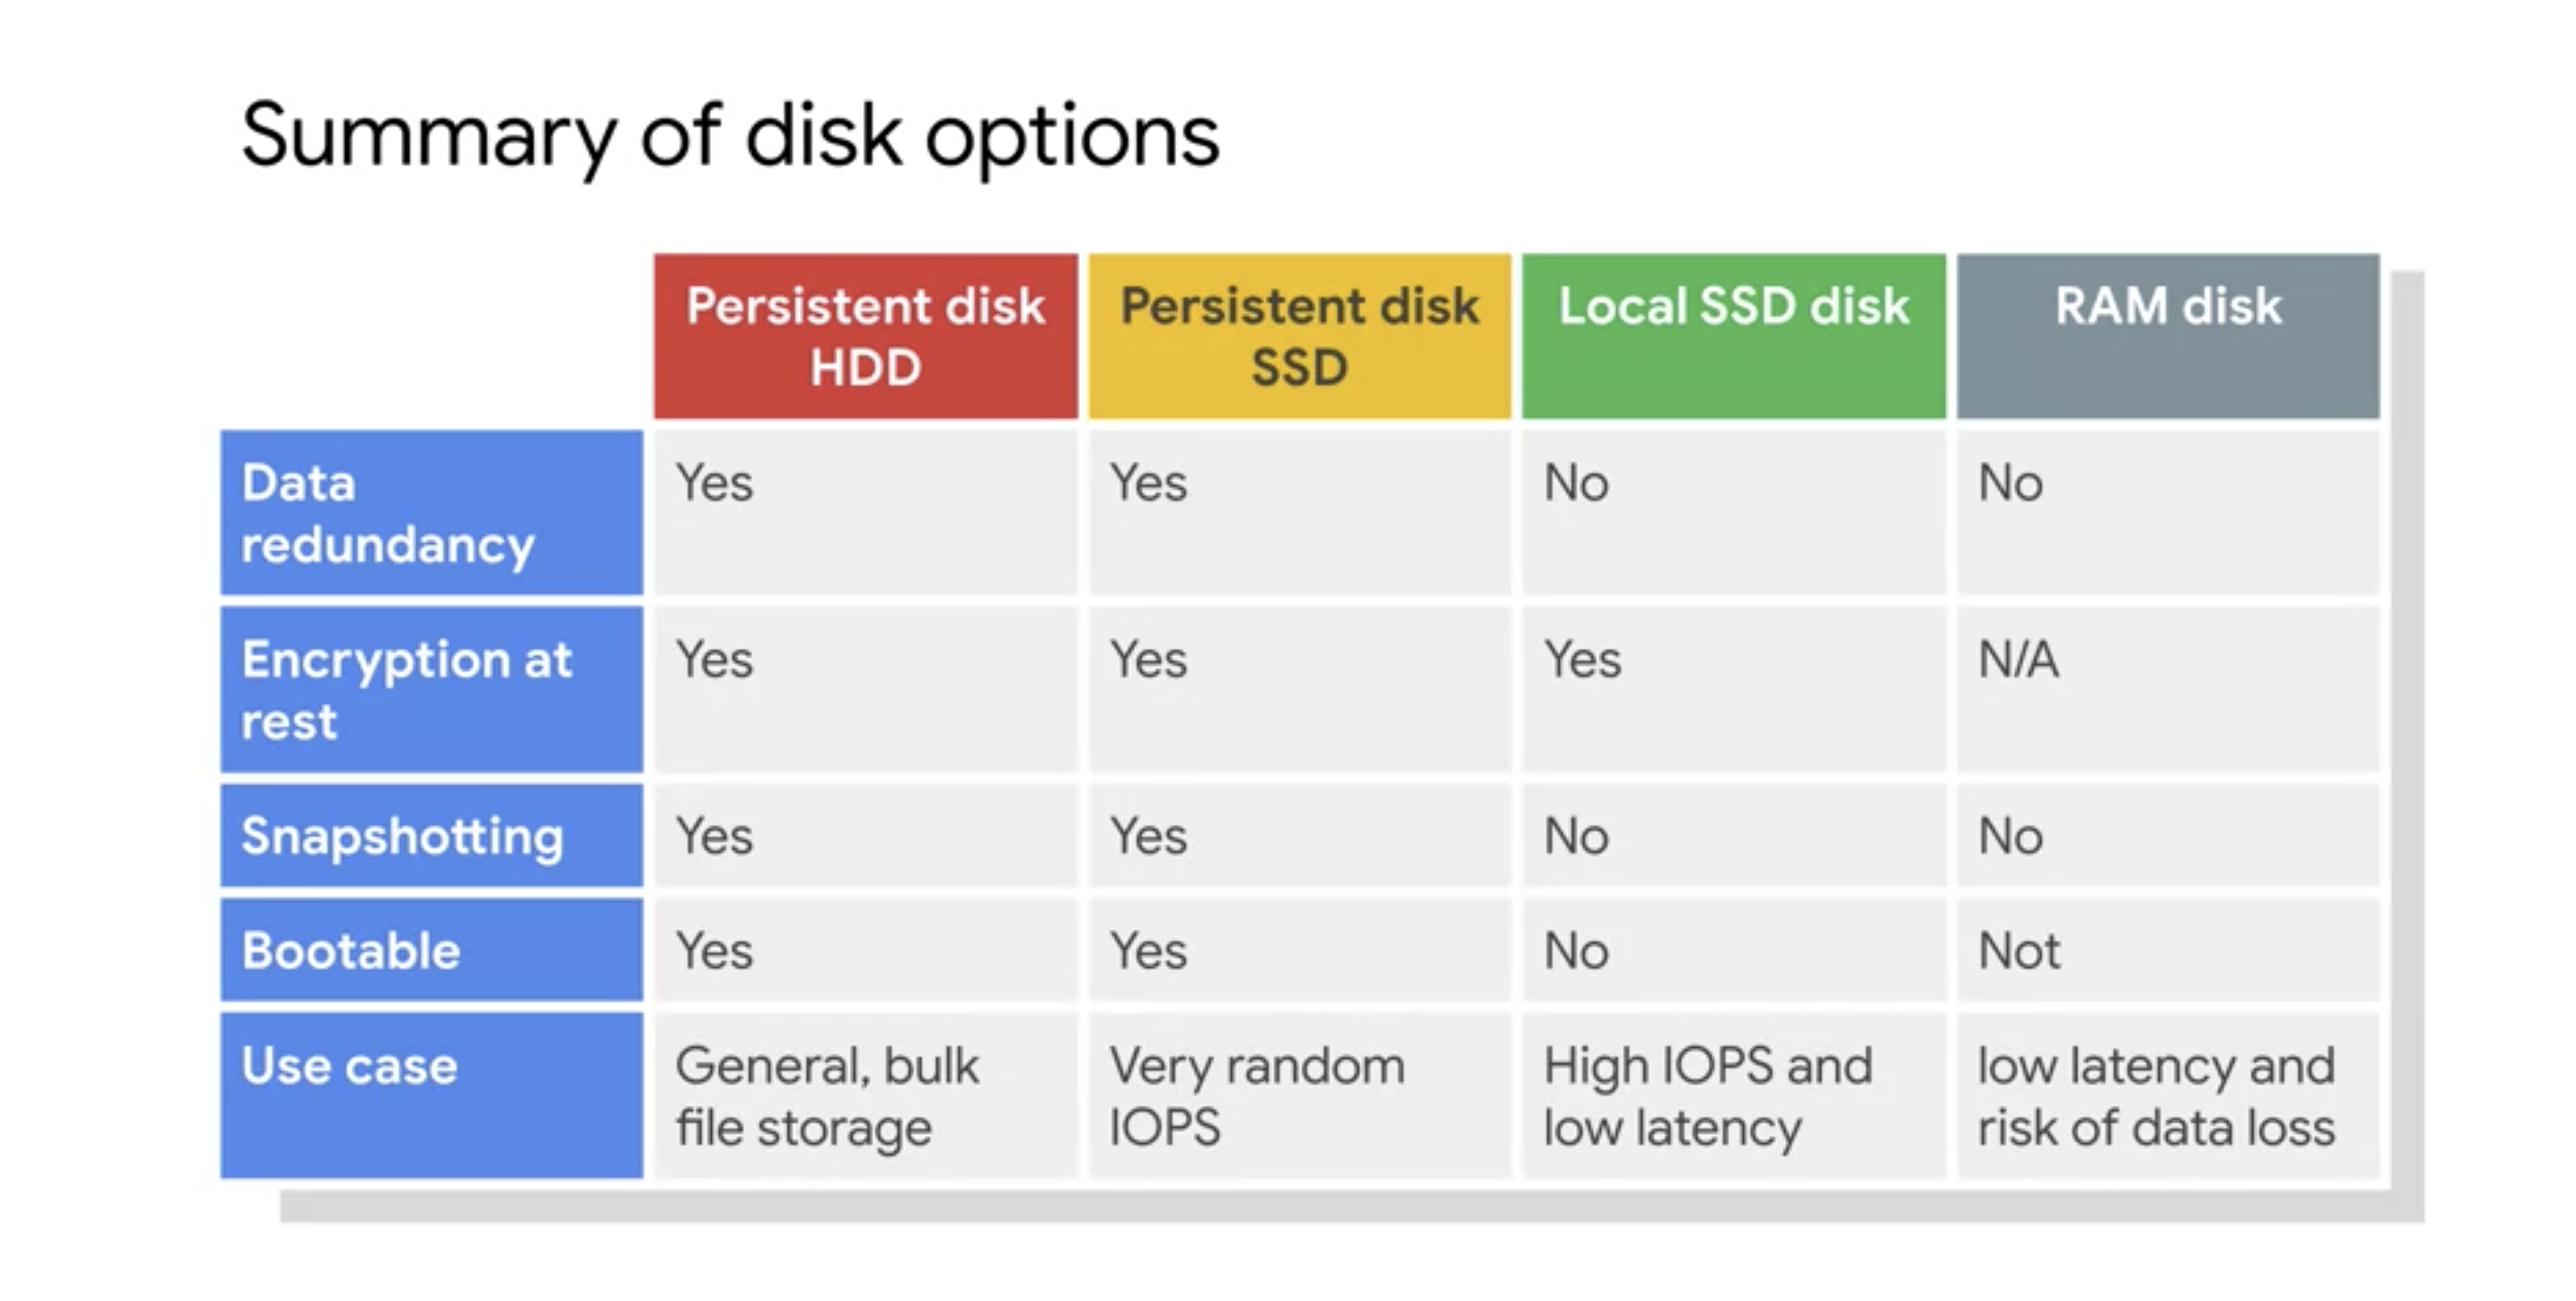 Summary of disk options
Persistent disk
HDD
Persistent disk
SSD
Local SSD disk
RAM disk
Data
redundancy
Yes
Yes
No
No
Encryption at
rest
Yes
Yes
Yes
N/A
Snapshotting
Yes
Yes
No
No
Bootable
Yes
Yes
No
Not
Use case
General, bulk
file storage
Very random
IOPS
High IOPS and
low latency
low latency and
risk of data loss